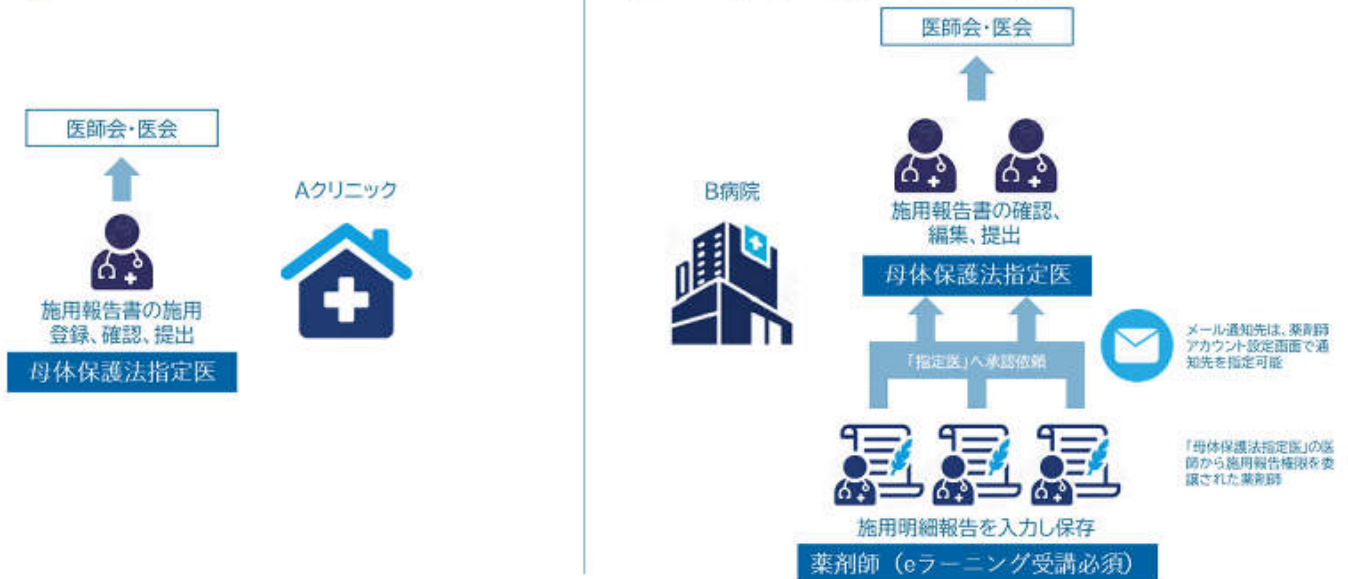 医師会・医会
Aクリニック
施用報告書の施用
登録、確認、提出
母体保護法指定医
医師会・医会
B病院
施用報告書の確認、
編集、提出
母体保護法指定医
「指定医」へ承認依頼
メール通知先は、薬剤師
アカウント設定画面で通
知先を指定可能
「母体保護法指定医」の医
師から施用報告権限を委
譲された薬剤師
施用明細報告を入力し保存
薬剤師（eラーニング受講必須）